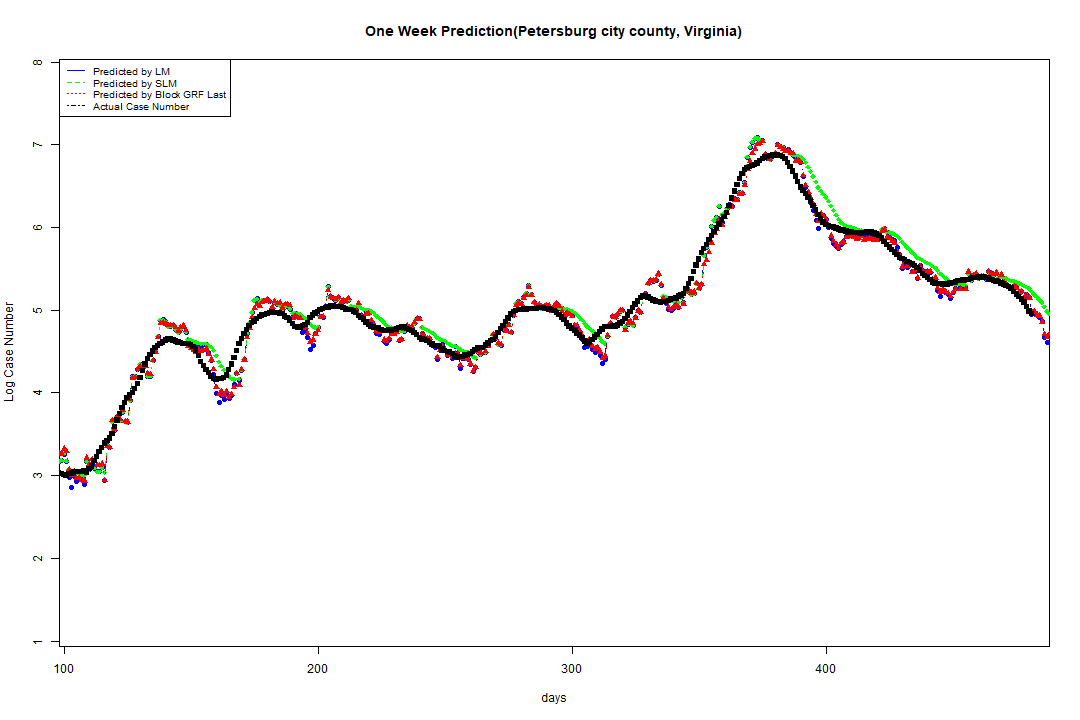 One Week Prediction(Petersburg city county, Virginia)
Predicted by LM
Predicted by SLM
Predicted by Block GRF Last
Actual Case Number
8
7
6
5
4
3
2
1
Log Case Number
100 200 300 400
days